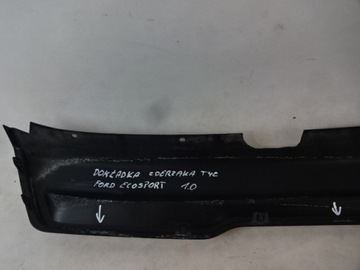 DOKŁADKA ZDERZAKA TYŁ
FORD ECOSPORT 1.0